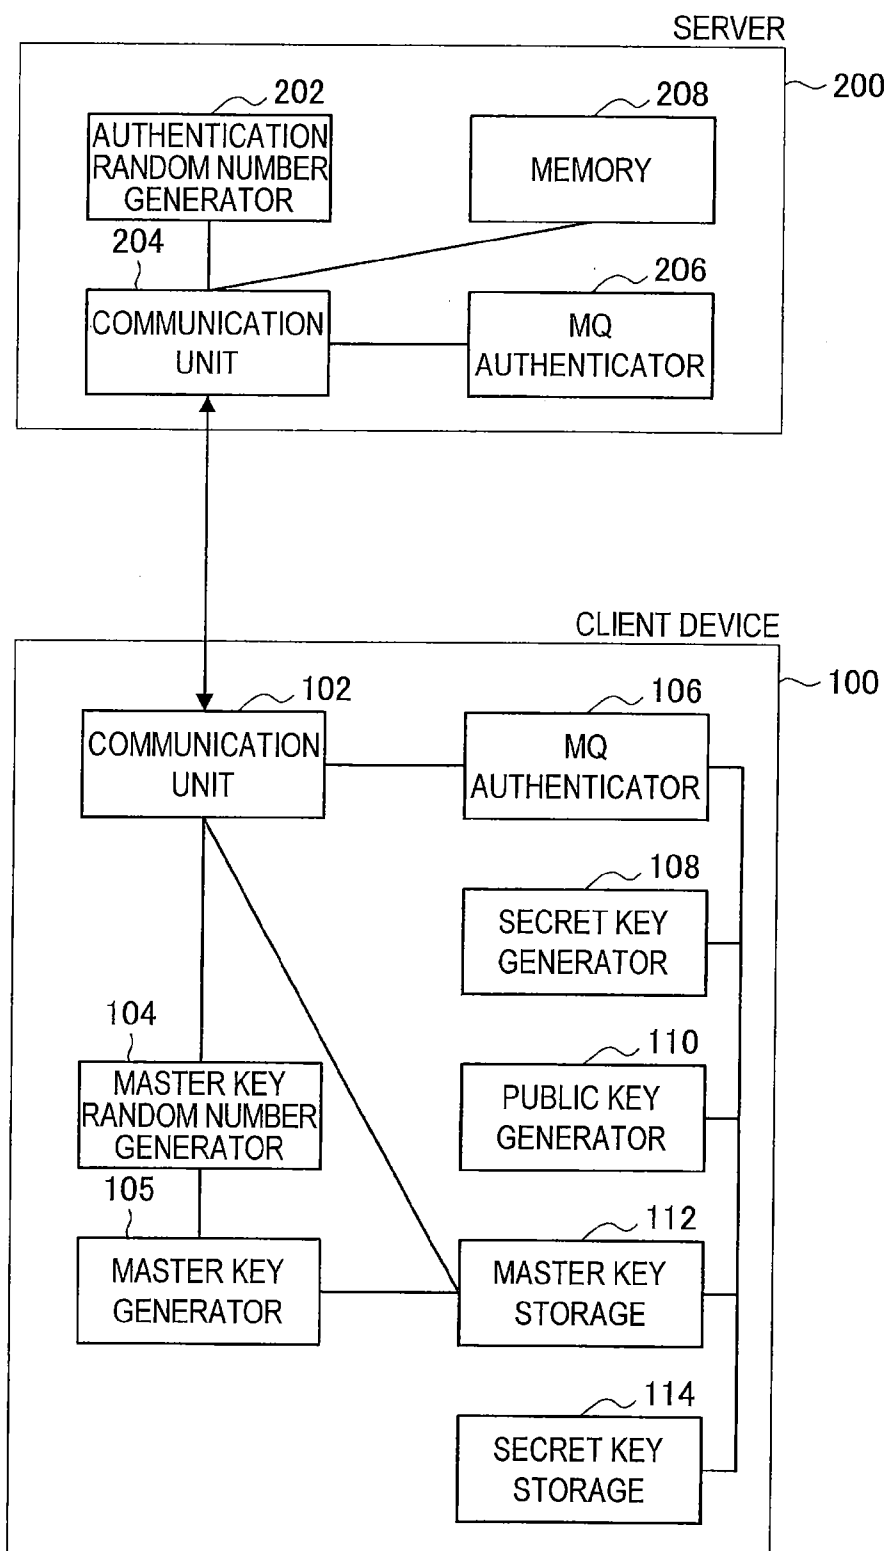 SERVER
200
202
208
AUTHENTICATION
RANDOM NUMBER
GENERATOR
MEMORY
204
206
COMMUNICATION
UNIT
MQ
AUTHENTICATOR
CLIENT DEVICE
100
102
106
COMMUNICATION
UNIT
MQ
AUTHENTICATOR
108
SECRET KEY
GENERATOR
104
110
MASTER KEY
RANDOM NUMBER
GENERATOR
PUBLIC KEY
GENERATOR
105
112
MASTER KEY
GENERATOR
MASTER KEY
STORAGE
114
SECRET KEY
STORAGE